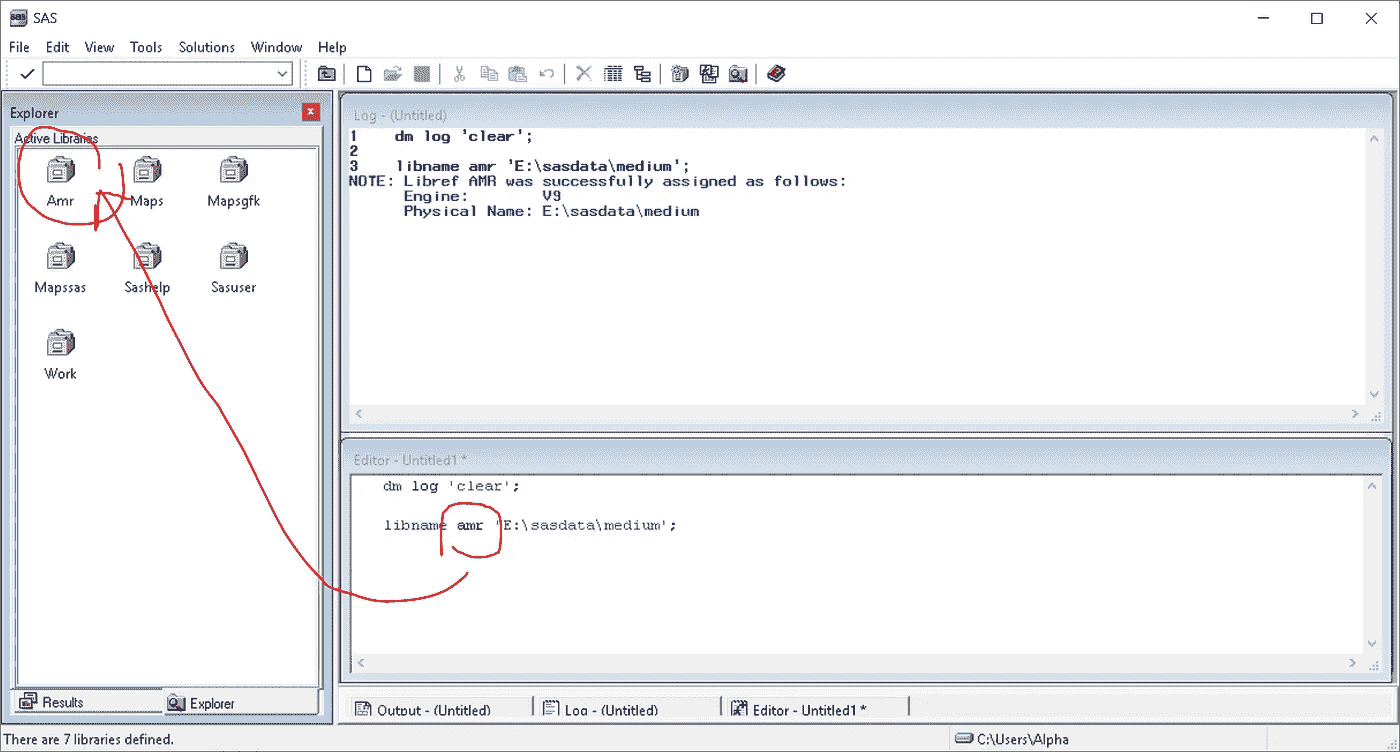 SAS
File Edit View Tools Solutions Window Help
Explorer
Active Libraries
Amr Maps Mapsgfk
Mapssas Sashelp Sasuser
Work
Results Explorer
Log - (Untitled)
1 dm log 'clear';
2
3 libname amr 'E:\sasdata\medium';
NOTE: Libref AMR was successfully assigned as follows:
Engine: V9
Physical Name: E:\sasdata\medium
Editor - Untitled1 *
dm log 'clear';
libname amr 'E:\sasdata\medium';
Output - (Untitled) Log - (Untitled) Editor - Untitled1 *
There are 7 libraries defined. C:\Users\Alpha